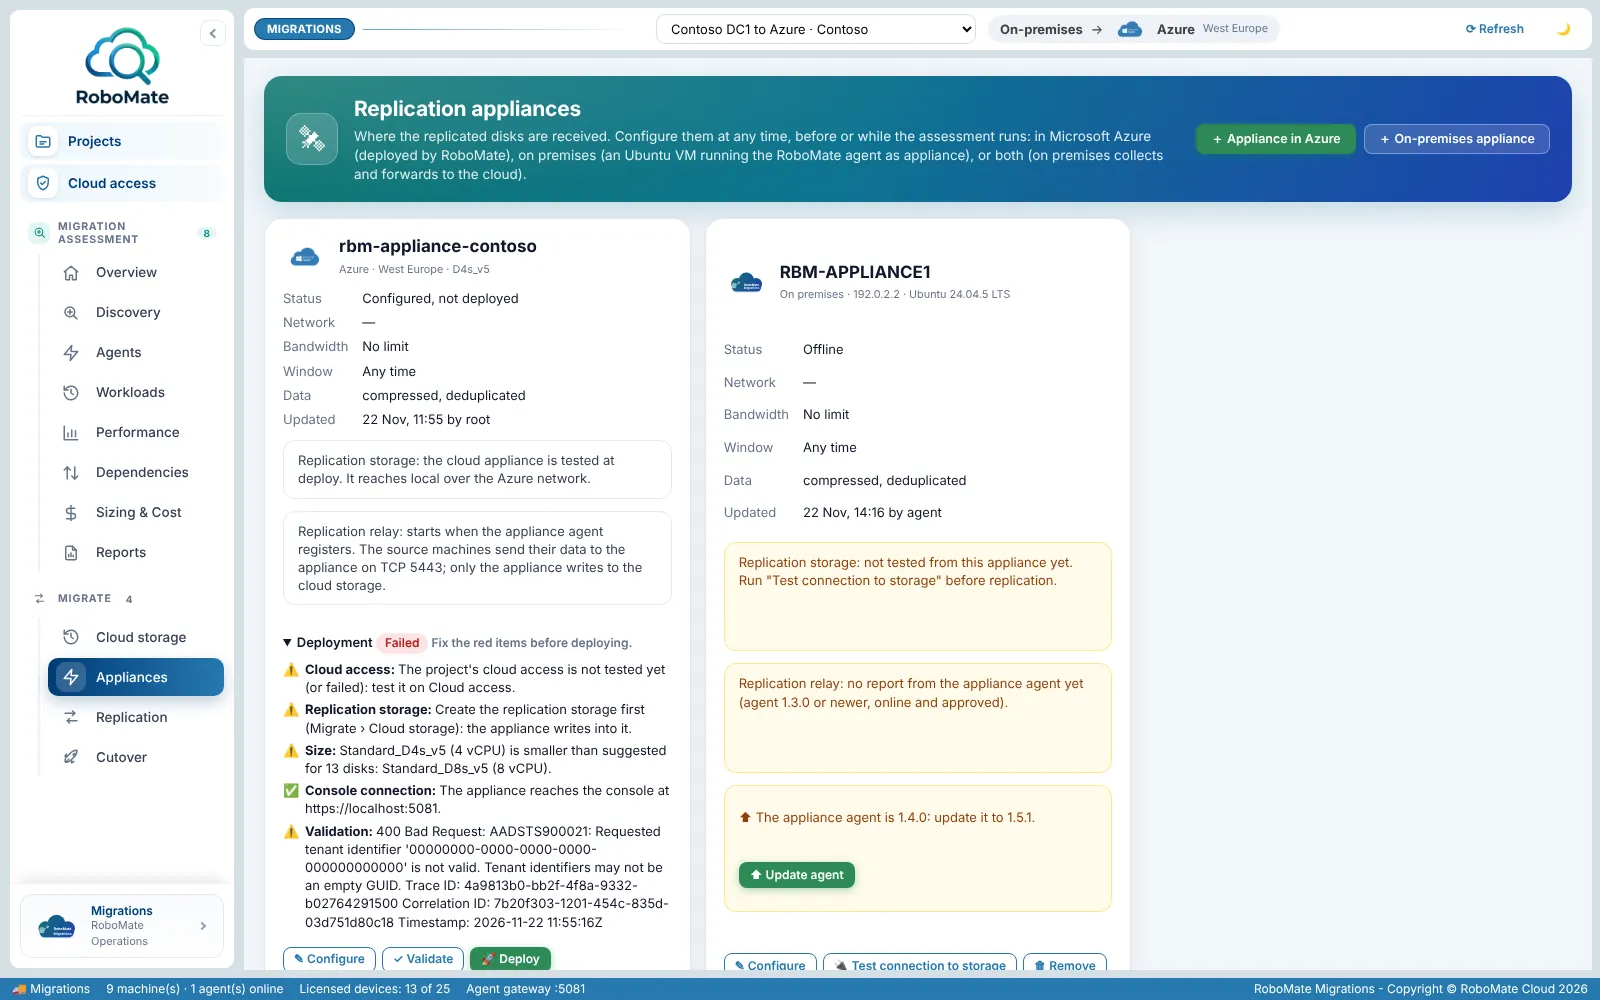 RoboMate
Projects
Cloud access
MIGRATION
ASSESSMENT
8
Overview
Discovery
Agents
Workloads
Performance
Dependencies
Sizing & Cost
Reports
MIGRATE 4
Cloud storage
Appliances
Replication
Cutover
Migrations
RoboMate
Operations
MIGRATIONS
Contoso DC1 to Azure · Contoso
On-premises → Azure West Europe
⟳ Refresh
Replication appliances
Where the replicated disks are received. Configure them at any time, before or while the assessment runs: in Microsoft Azure
(deployed by RoboMate), on premises (an Ubuntu VM running the RoboMate agent as appliance), or both (on premises collects
and forwards to the cloud).
+ Appliance in Azure
+ On-premises appliance
rbm-appliance-contoso
Azure · West Europe · D4s_v5
Status Configured, not deployed
Network —
Bandwidth No limit
Window Any time
Data compressed, deduplicated
Updated 22 Nov, 11:55 by root
Replication storage: the cloud appliance is tested at
deploy. It reaches local over the Azure network.
Replication relay: starts when the appliance agent
registers. The source machines send their data to the
appliance on TCP 5443; only the appliance writes to the
cloud storage.
▼ Deployment Failed Fix the red items before deploying.
⚠️ Cloud access: The project's cloud access is not tested yet
(or failed): test it on Cloud access.
⚠️ Replication storage: Create the replication storage first
(Migrate › Cloud storage): the appliance writes into it.
⚠️ Size: Standard_D4s_v5 (4 vCPU) is smaller than suggested
for 13 disks: Standard_D8s_v5 (8 vCPU).
✅ Console connection: The appliance reaches the console at
https://localhost:5081.
⚠️ Validation: 400 Bad Request: AADSTS900021: Requested
tenant identifier '00000000-0000-0000-0000-
000000000000' is not valid. Tenant identifiers may not be
an empty GUID. Trace ID: 4a9813b0-bb2f-4f8a-9332-
b02764291500 Correlation ID: 7b20f303-1201-454c-835d-
03d751d80c18 Timestamp: 2026-11-22 11:55:16Z
✎ Configure
✓ Validate
🚀 Deploy
RBM-APPLIANCE1
On premises · 192.0.2.2 · Ubuntu 24.04.5 LTS
Status Offline
Network —
Bandwidth No limit
Window Any time
Data compressed, deduplicated
Updated 22 Nov, 14:16 by agent
Replication storage: not tested from this appliance yet.
Run "Test connection to storage" before replication.
Replication relay: no report from the appliance agent yet
(agent 1.3.0 or newer, online and approved).
⬆ The appliance agent is 1.4.0: update it to 1.5.1.
⬆ Update agent
✎ Configure
🔌 Test connection to storage
🗑 Remove
🚚 Migrations 9 machine(s) · 1 agent(s) online Licensed devices: 13 of 25 Agent gateway :5081
RoboMate Migrations - Copyright © RoboMate Cloud 2026